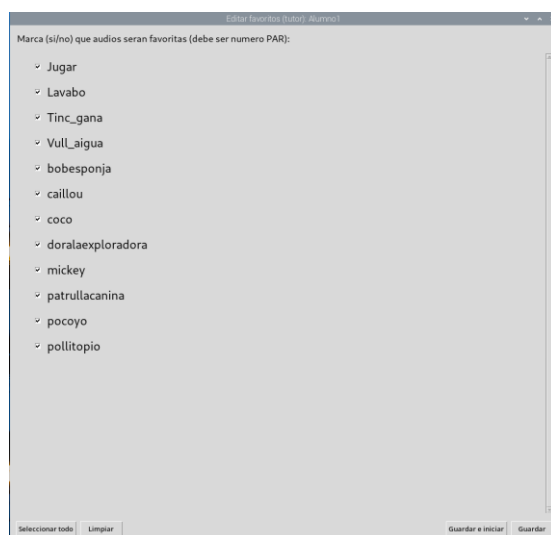 Editar favoritos (tutor): Alumno1
Marca (si/no) que audios seran favoritas (debe ser numero PAR):
Jugar
Lavabo
Tinc_gana
Vull_aigua
bobesponja
caillou
coco
doralaexploradora
mickey
patrullacanina
pocoyo
pollitopio
Seleccionar todo Limpiar Guardar e iniciar Guardar